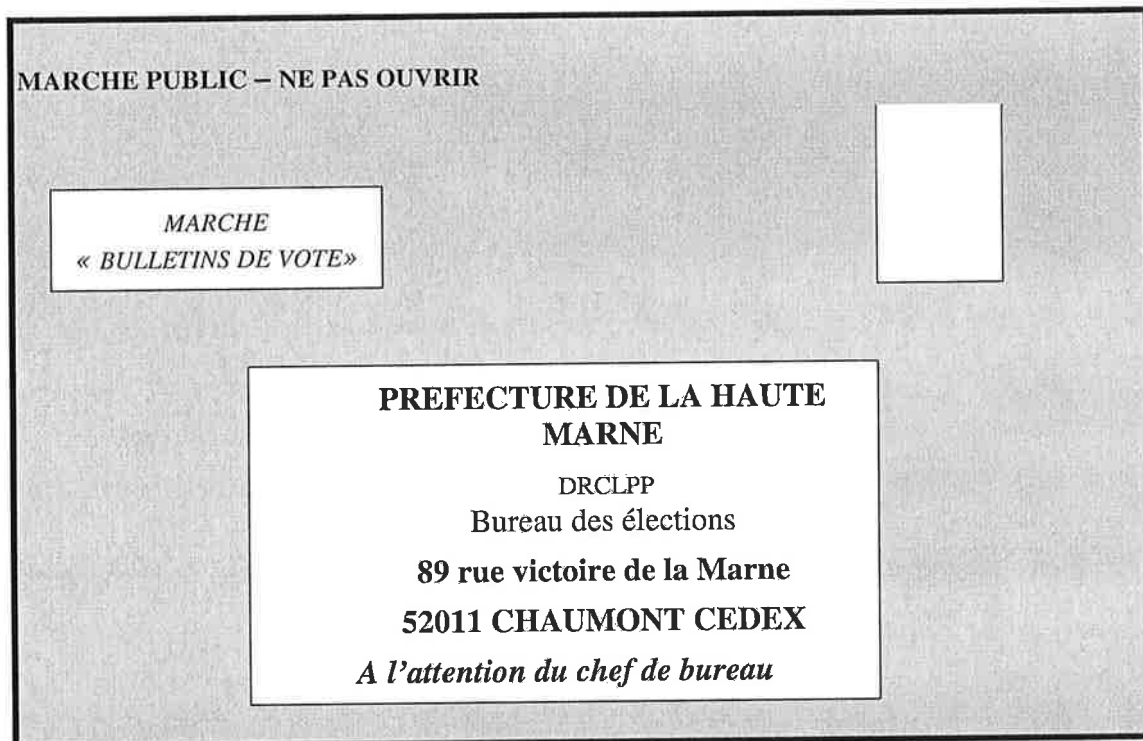 MARCHE PUBLIC – NE PAS OUVRIR
MARCHE
« BULLETINS DE VOTE»
PREFECTURE DE LA HAUTE
MARNE
DRCLPP
Bureau des élections
89 rue victoire de la Marne
52011 CHAUMONT CEDEX
A l'attention du chef de bureau